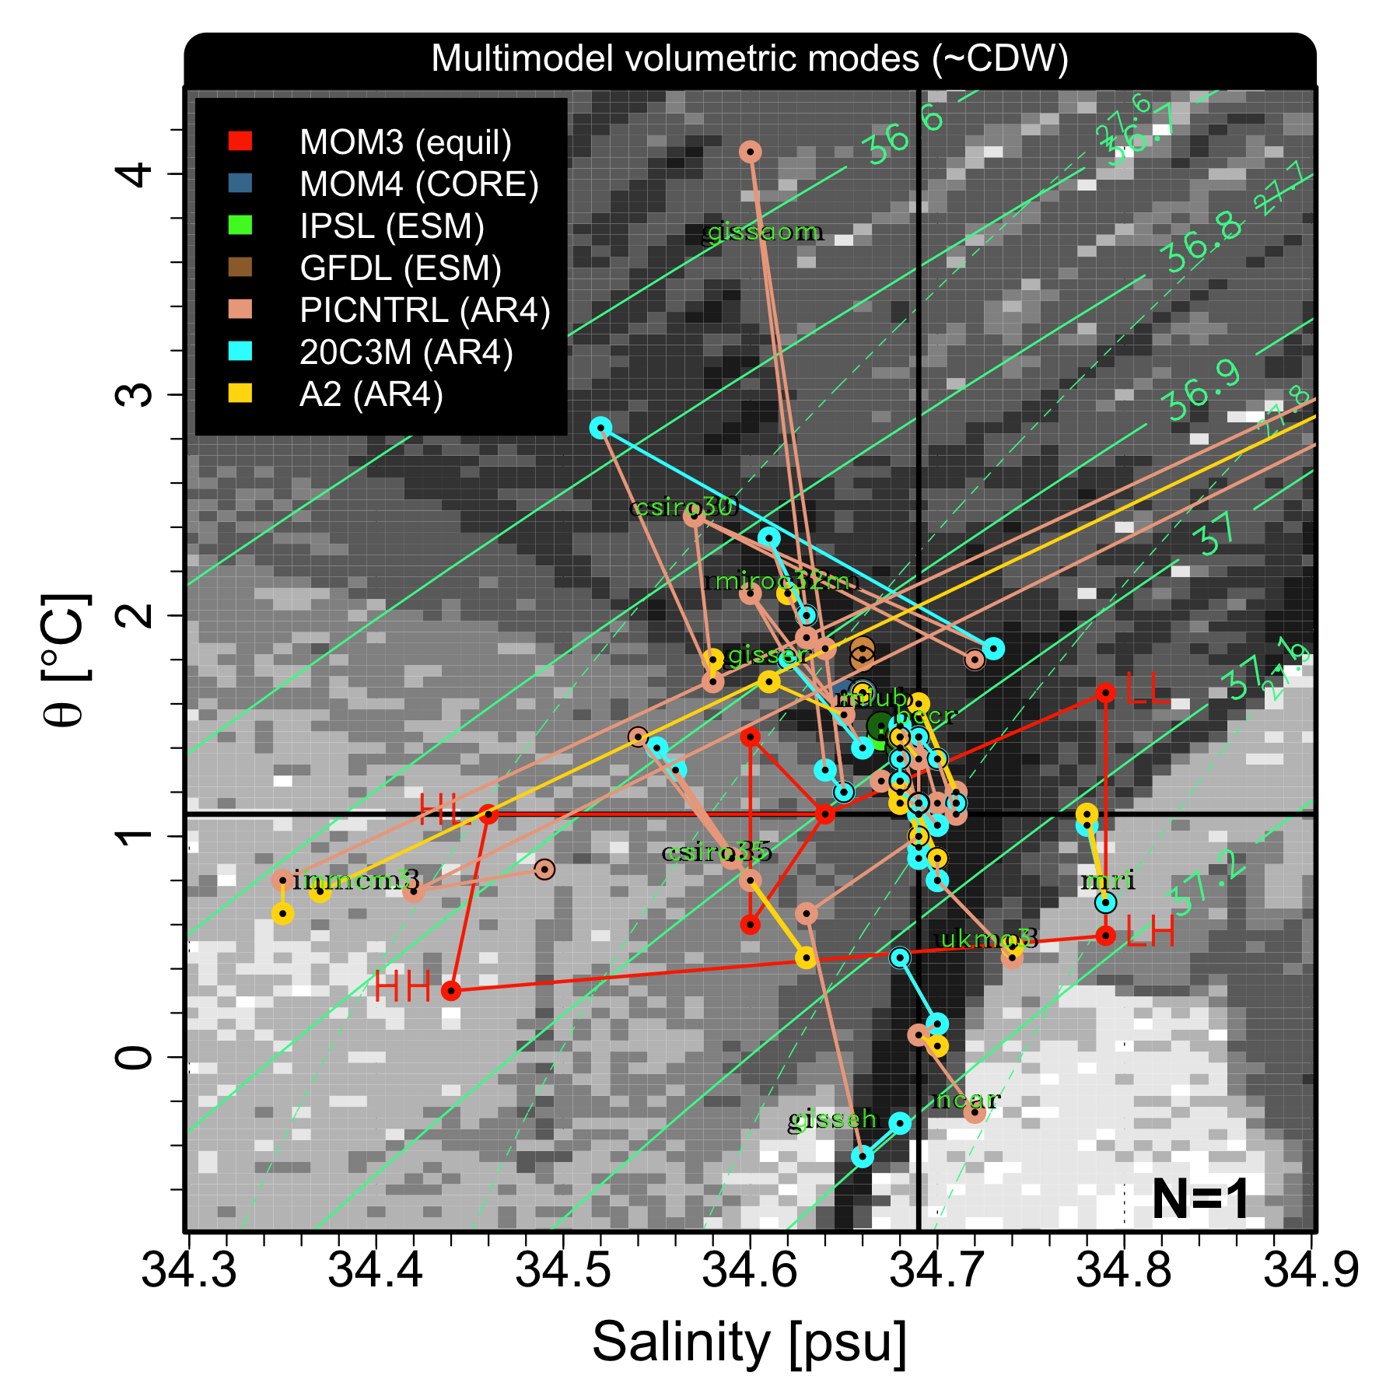 Multimodel volumetric modes (~CDW)
MOM3 (equil)
MOM4 (CORE)
IPSL (ESM)
GFDL (ESM)
PICNTRL (AR4)
20C3M (AR4)
A2 (AR4)
36.6
27.6
36.7
27.7
36.8
36.9
27.8
37
37.1
27.9
37.2
gissaom
csiro30
gisser
inmcm3
csiro35
mri
ukmo3
ncar
gisseh
LL
HL
LH
HH
N=1
4
3
2
1
0
θ [°C]
34.3 34.4 34.5 34.6 34.7 34.8 34.9
Salinity [psu]